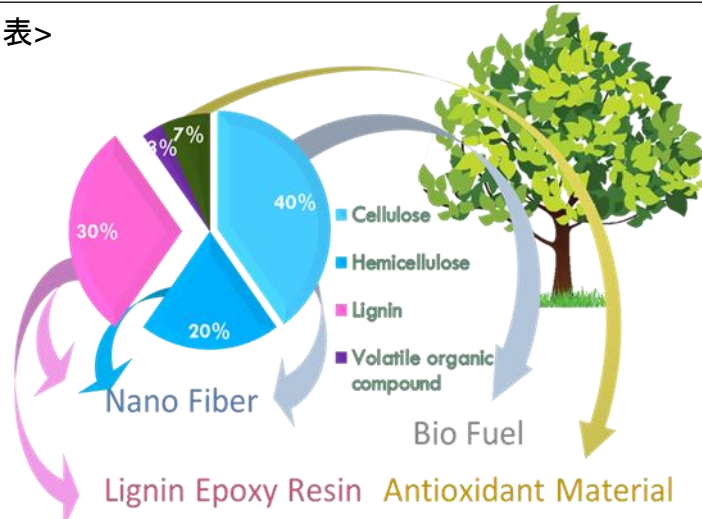 表>
7%
3%
40%
30%
20%
Cellulose
Hemicellulose
Lignin
Volatile organic
compound
Nano Fiber
Bio Fuel
Lignin Epoxy Resin
Antioxidant Material